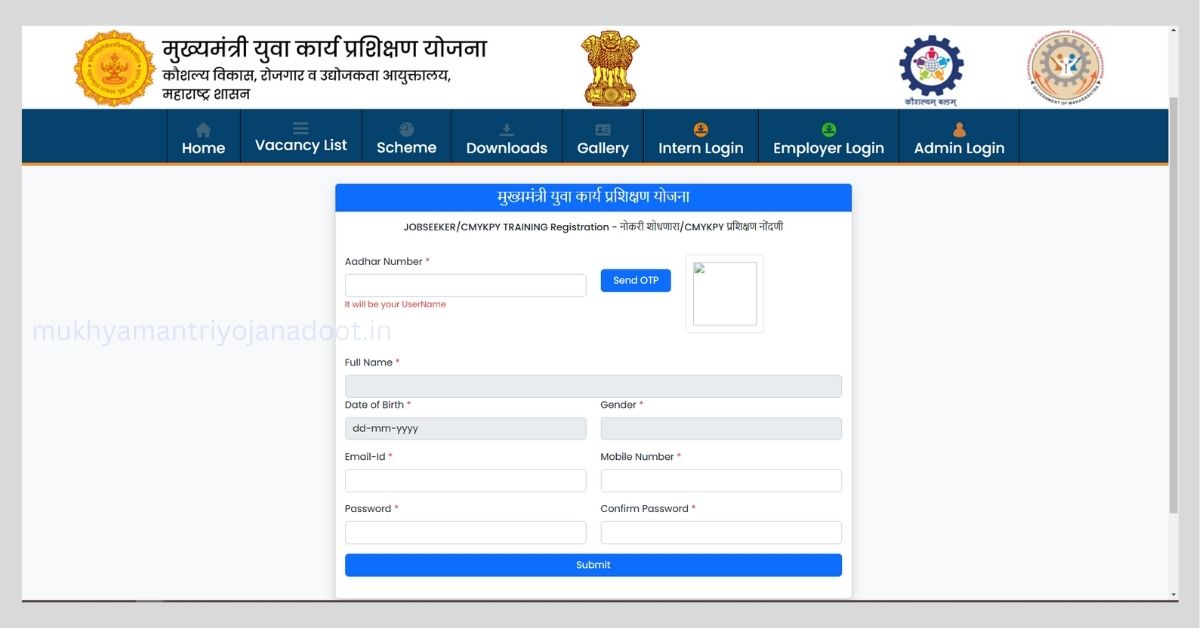 मुख्यमंत्री युवा कार्य प्रशिक्षण योजना
कौशल्य विकास, रोजगार व उद्योजकता आयुक्तालय,
महाराष्ट्र शासन
कौशल्यम् बलम्
Home
Vacancy List
Scheme
Downloads
Gallery
Intern Login
Employer Login
Admin Login
मुख्यमंत्री युवा कार्य प्रशिक्षण योजना
JOBSEEKER/CMYKPY TRAINING Registration - नोकरी शोधणारा/CMYKPY प्रशिक्षण नोंदणी
Aadhar Number *
Send OTP
It will be your UserName
mukhyamantriyojanadoot.in
Full Name *
Date of Birth * Gender *
dd-mm-yyyy
Email-Id * Mobile Number *
Password * Confirm Password *
Submit